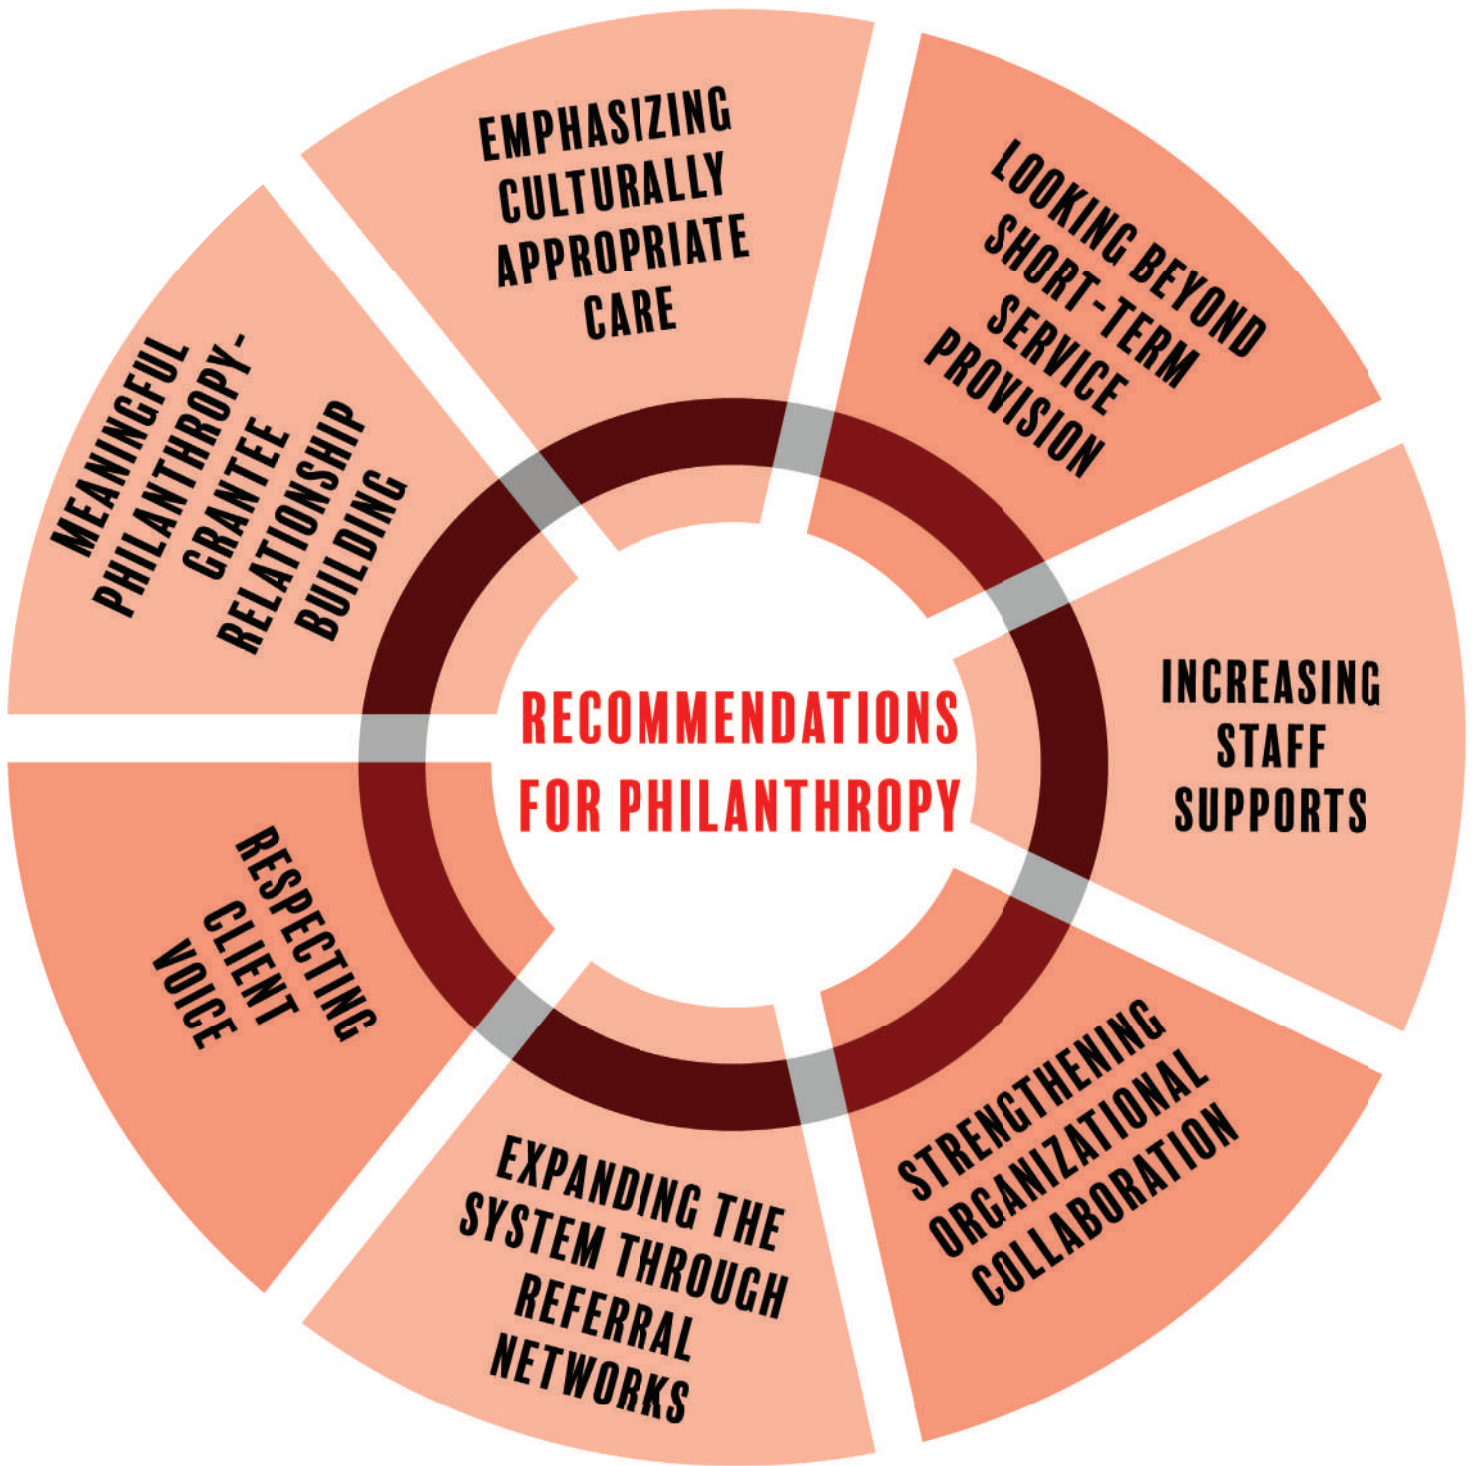 EMPHASIZING
CULTURALLY
APPROPRIATE
CARE
LOOKING BEYOND
SHORT-TERM
SERVICE
PROVISION
INCREASING
STAFF
SUPPORTS
STRENGTHENING
ORGANIZATIONAL
COLLABORATION
EXPANDING THE
SYSTEM THROUGH
REFERRAL
NETWORKS
RESPECTING
CLIENT
VOICE
MEANINGFUL
PHILANTHROPY-
GRANTEE
RELATIONSHIP
BUILDING
RECOMMENDATIONS
FOR PHILANTHROPY